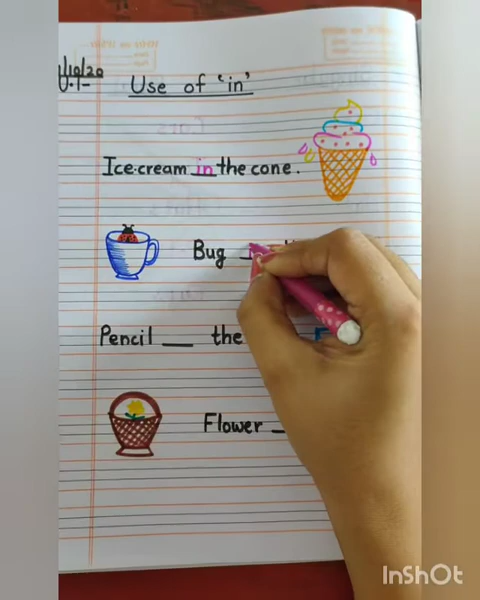 Use of 'in'
Ice-cream in the cone.
Bug
Pencil __ the
Flower _
InShOt